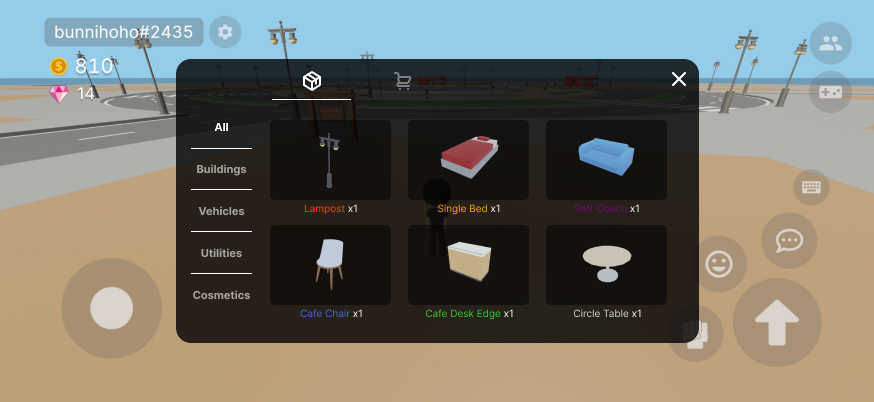 bunnihoho#2435
810
14
All
Buildings
Vehicles
Utilities
Cosmetics
Lampost x1
Single Bed x1
Soft Couch x1
Cafe Chair x1
Cafe Desk Edge x1
Circle Table x1